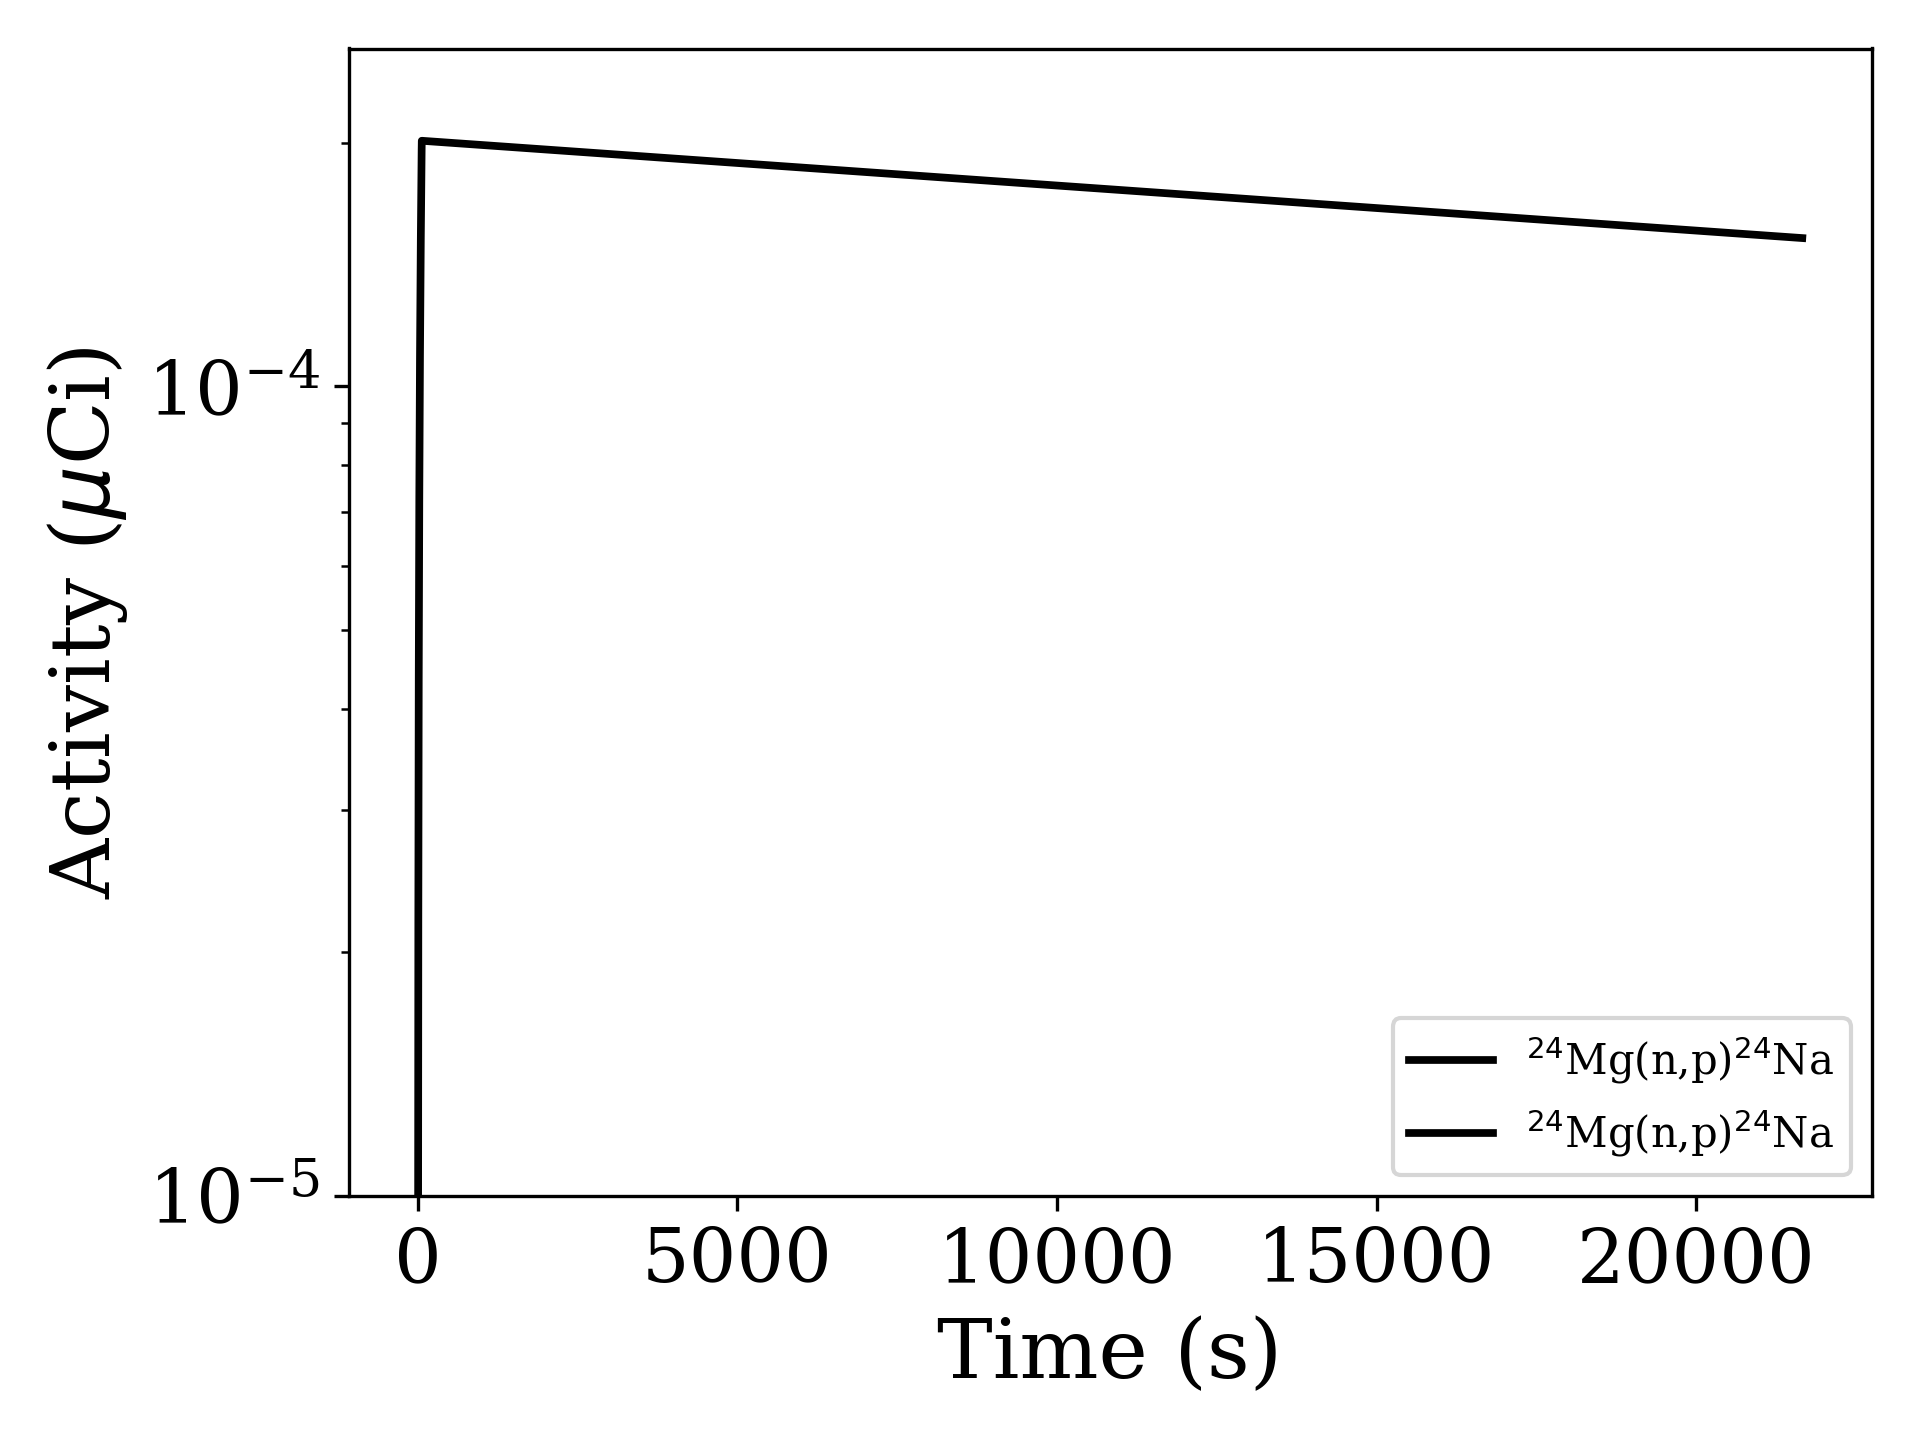 Activity (μCi)
10⁻⁴
10⁻⁵
0 5000 10000 15000 20000
Time (s)
²⁴Mg(n,p)²⁴Na
²⁴Mg(n,p)²⁴Na